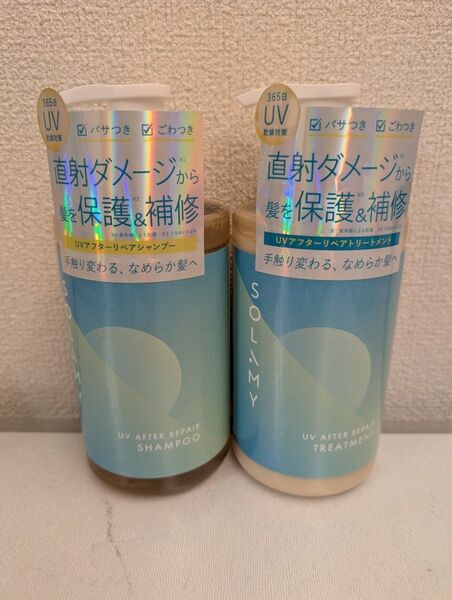 365日
UV
乾燥対策
パサつき ごわつき
直射ダメージから
髪を保護&補修
UVアフターリペアシャンプー
手触り変わる、なめらか髪へ
SOLAMY
UV AFTER REPAIR
SHAMPOO
365日
UV
乾燥対策
パサつき ごわつき
直射ダメージから
髪を保護&補修
UVアフターリペアトリートメント
手触り変わる、なめらか髪へ
SOLAMY
UV AFTER REPAIR
TREATMENT